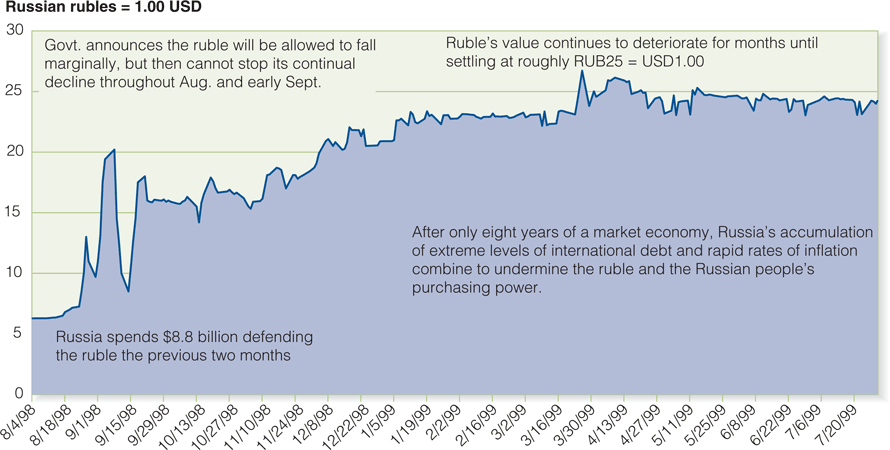 Russian rubles = 1.00 USD
30
25
20
15
10
5
0
Govt. announces the ruble will be allowed to fall
marginally, but then cannot stop its continual
decline throughout Aug. and early Sept.
Ruble's value continues to deteriorate for months until
settling at roughly RUB25 = USD1.00
After only eight years of a market economy, Russia's accumulation
of extreme levels of international debt and rapid rates of inflation
combine to undermine the ruble and the Russian people's
purchasing power.
Russia spends $8.8 billion defending
the ruble the previous two months
8/4/98
8/18/98
9/1/98
9/15/98
9/29/98
10/13/98
10/27/98
11/10/98
11/24/98
12/8/98
12/22/98
1/5/99
1/19/99
2/2/99
2/16/99
3/2/99
3/16/99
3/30/99
4/13/99
4/27/99
5/11/99
5/25/99
6/8/99
6/22/99
7/6/99
7/20/99